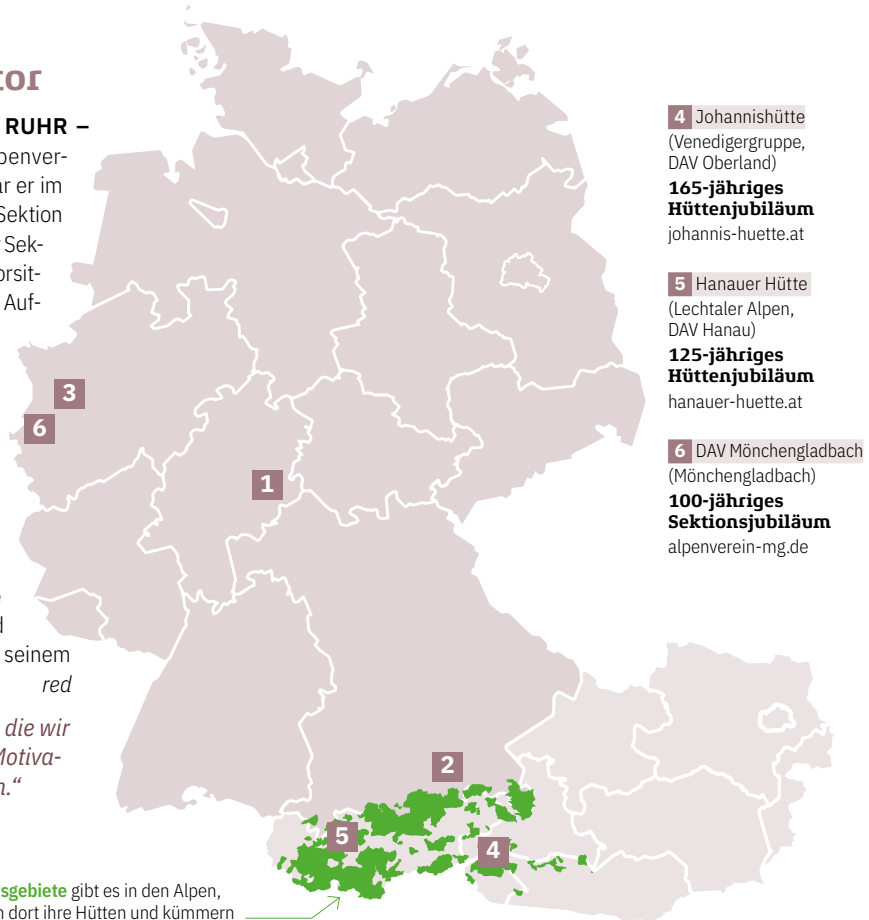 tor
RUHR –
penver-
ar er im
Sektion
Sek-
orsit-
Auf-
e
d
seinem
red
die wir
Motiva-
n.“
sgebiete gibt es in den Alpen,
n dort ihre Hütten und kümmern
3
6
1
2
5
4
4 Johannishütte
(Venedigergruppe,
DAV Oberland)
165-jähriges
Hüttenjubiläum
johannis-huette.at
5 Hanauer Hütte
(Lechtaler Alpen,
DAV Hanau)
125-jähriges
Hüttenjubiläum
hanauer-huette.at
6 DAV Mönchengladbach
(Mönchengladbach)
100-jähriges
Sektionsjubiläum
alpenverein-mg.de